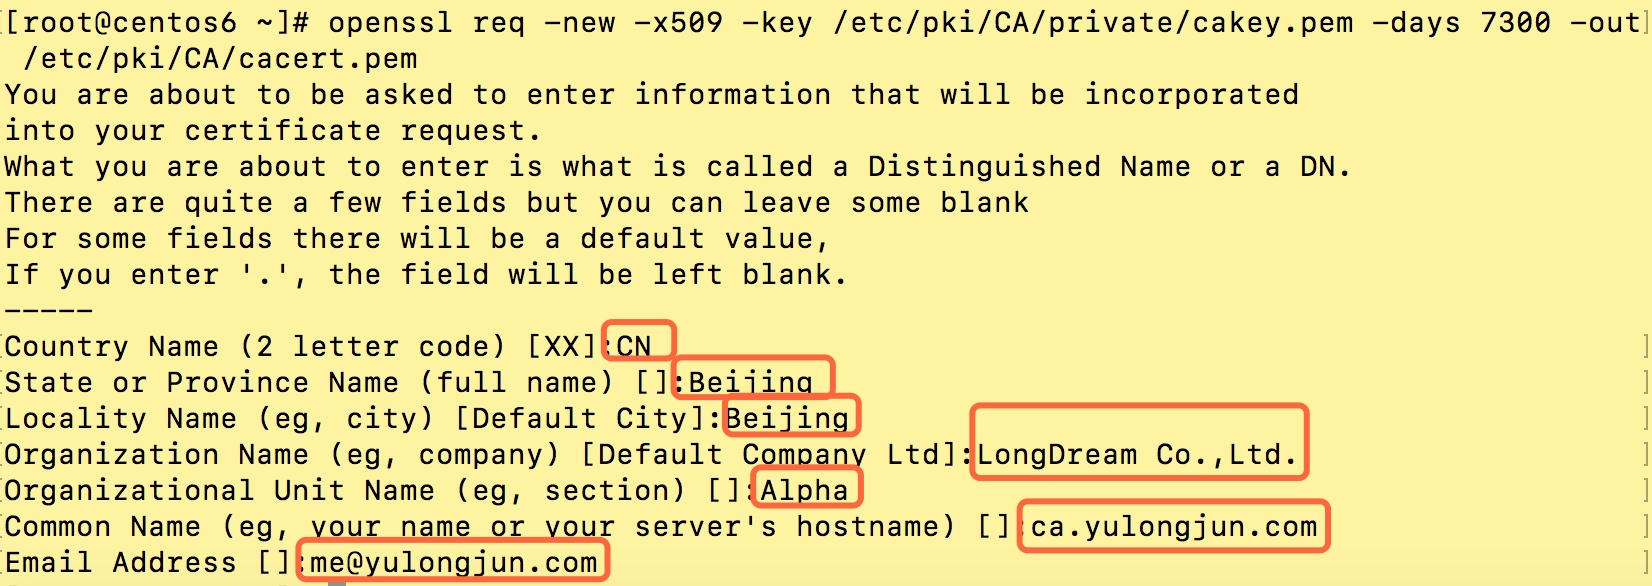 [root@centos6 ~]# openssl req -new -x509 -key /etc/pki/CA/private/cakey.pem -days 7300 -out
/etc/pki/CA/cacert.pem
You are about to be asked to enter information that will be incorporated
into your certificate request.
What you are about to enter is what is called a Distinguished Name or a DN.
There are quite a few fields but you can leave some blank
For some fields there will be a default value,
If you enter '.', the field will be left blank.
-----
Country Name (2 letter code) [XX]:CN
State or Province Name (full name) []:Beijing
Locality Name (eg, city) [Default City]:Beijing
Organization Name (eg, company) [Default Company Ltd]:LongDream Co.,Ltd.
Organizational Unit Name (eg, section) []:Alpha
Common Name (eg, your name or your server's hostname) []:ca.yulongjun.com
Email Address []:me@yulongjun.com